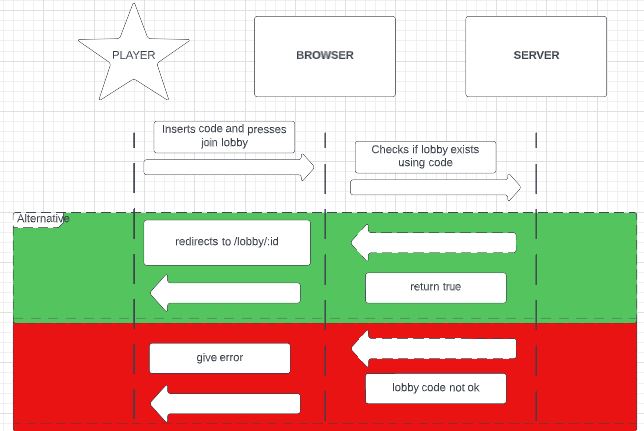 PLAYER
BROWSER
SERVER
Inserts code and presses
join lobby
Checks if lobby exists
using code
Alternative
redirects to /lobby/:id
return true
give error
lobby code not ok